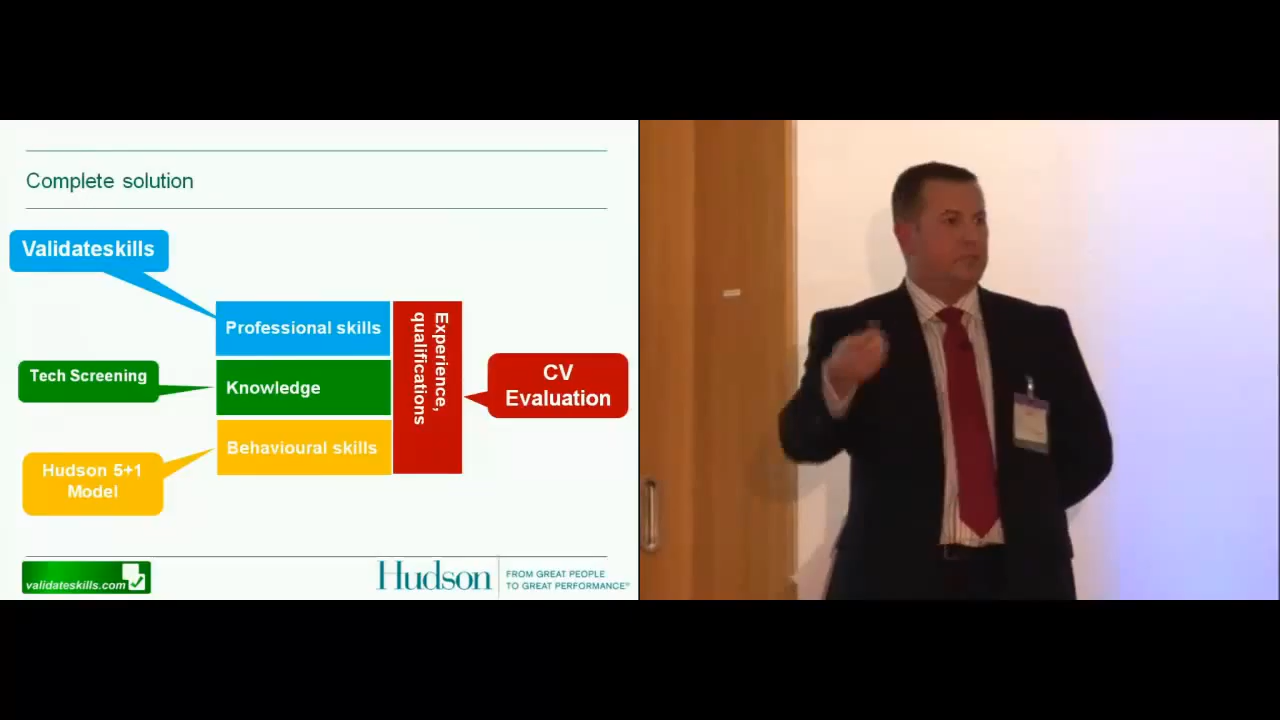 Complete solution
Validateskills
Professional skills
Experience,
qualifications
Tech Screening
Knowledge
CV
Evaluation
Behavioural skills
Hudson 5+1
Model
validateskills.com
Hudson
FROM GREAT PEOPLE
TO GREAT PERFORMANCE™